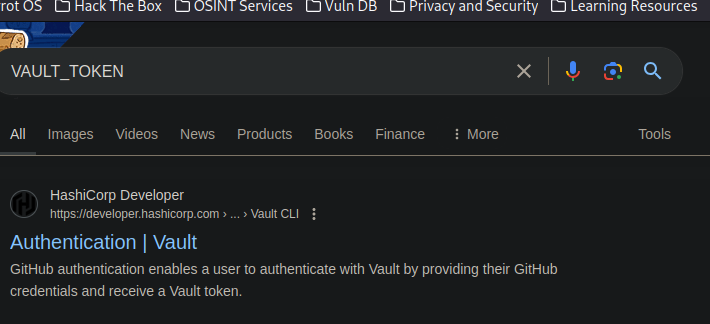 rrot OS Hack The Box OSINT Services Vuln DB Privacy and Security Learning Resources
VAULT_TOKEN
All Images Videos News Products Books Finance More Tools
HashiCorp Developer
https://developer.hashicorp.com › ... › Vault CLI
Authentication | Vault
GitHub authentication enables a user to authenticate with Vault by providing their GitHub
credentials and receive a Vault token.